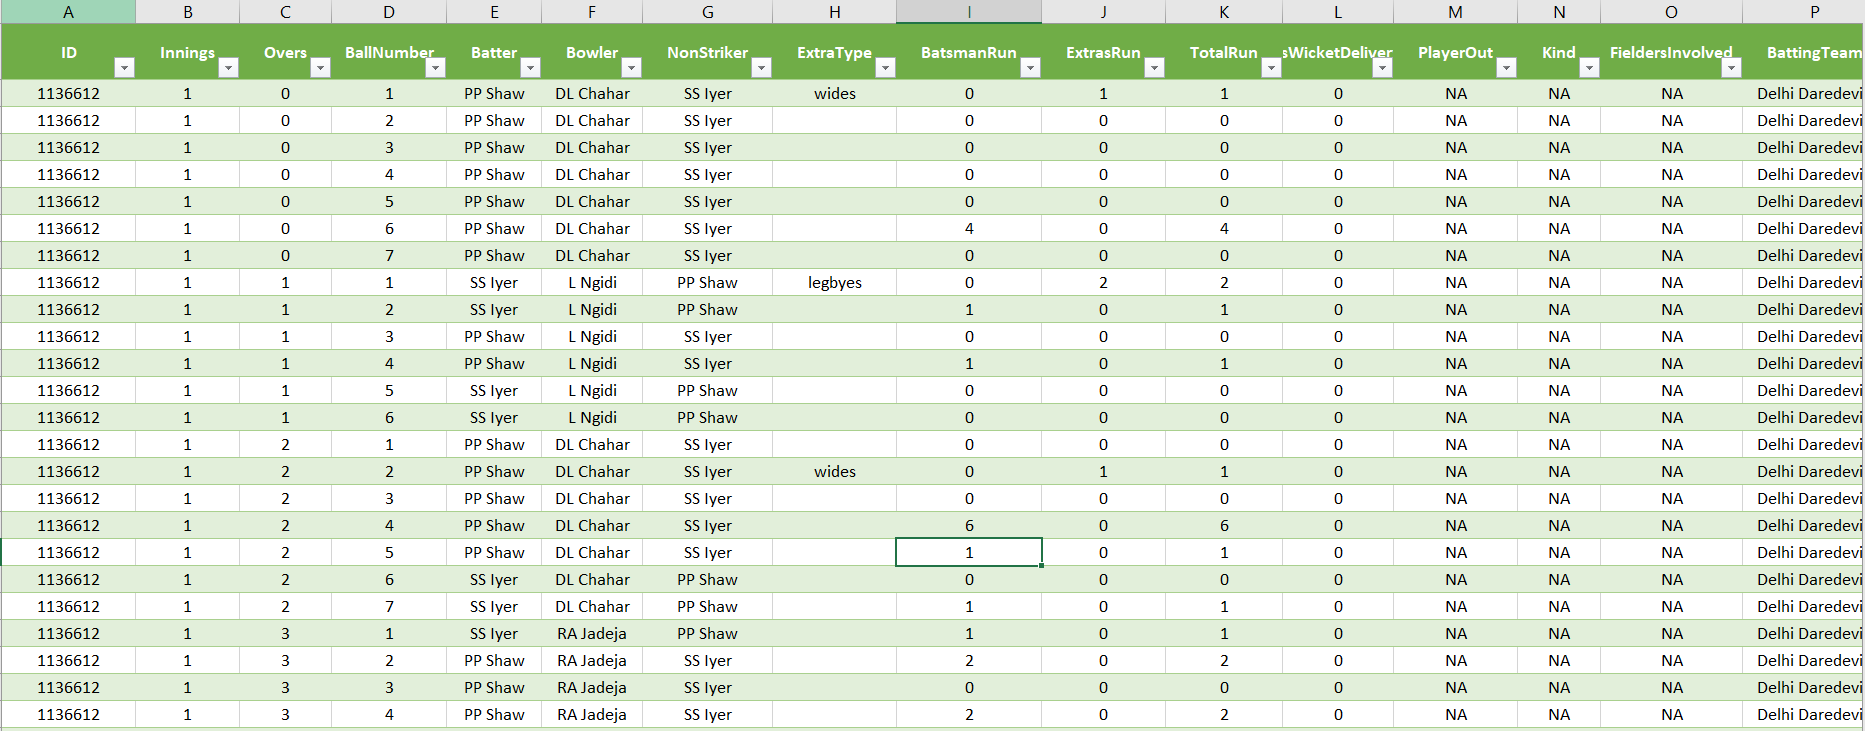 A B C D E F G H I J K L M N O P
ID Innings Overs BallNumber Batter Bowler NonStriker ExtraType BatsmanRun ExtrasRun TotalRun sWicketDeliver PlayerOut Kind FieldersInvolved BattingTeam
1136612 1 0 1 PP Shaw DL Chahar SS Iyer wides 0 1 1 0 NA NA NA Delhi Daredevi
1136612 1 0 2 PP Shaw DL Chahar SS Iyer 0 0 0 0 NA NA NA Delhi Daredevi
1136612 1 0 3 PP Shaw DL Chahar SS Iyer 0 0 0 0 NA NA NA Delhi Daredevi
1136612 1 0 4 PP Shaw DL Chahar SS Iyer 0 0 0 0 NA NA NA Delhi Daredevi
1136612 1 0 5 PP Shaw DL Chahar SS Iyer 0 0 0 0 NA NA NA Delhi Daredevi
1136612 1 0 6 PP Shaw DL Chahar SS Iyer 4 0 4 0 NA NA NA Delhi Daredevi
1136612 1 0 7 PP Shaw DL Chahar SS Iyer 0 0 0 0 NA NA NA Delhi Daredevi
1136612 1 1 1 SS Iyer L Ngidi PP Shaw legbyes 0 2 2 0 NA NA NA Delhi Daredevi
1136612 1 1 2 SS Iyer L Ngidi PP Shaw 1 0 1 0 NA NA NA Delhi Daredevi
1136612 1 1 3 PP Shaw L Ngidi SS Iyer 0 0 0 0 NA NA NA Delhi Daredevi
1136612 1 1 4 PP Shaw L Ngidi SS Iyer 1 0 1 0 NA NA NA Delhi Daredevi
1136612 1 1 5 SS Iyer L Ngidi PP Shaw 0 0 0 0 NA NA NA Delhi Daredevi
1136612 1 1 6 SS Iyer L Ngidi PP Shaw 0 0 0 0 NA NA NA Delhi Daredevi
1136612 1 2 1 PP Shaw DL Chahar SS Iyer 0 0 0 0 NA NA NA Delhi Daredevi
1136612 1 2 2 PP Shaw DL Chahar SS Iyer wides 0 1 1 0 NA NA NA Delhi Daredevi
1136612 1 2 3 PP Shaw DL Chahar SS Iyer 0 0 0 0 NA NA NA Delhi Daredevi
1136612 1 2 4 PP Shaw DL Chahar SS Iyer 6 0 6 0 NA NA NA Delhi Daredevi
1136612 1 2 5 PP Shaw DL Chahar SS Iyer 1 0 1 0 NA NA NA Delhi Daredevi
1136612 1 2 6 SS Iyer DL Chahar PP Shaw 0 0 0 0 NA NA NA Delhi Daredevi
1136612 1 2 7 SS Iyer DL Chahar PP Shaw 1 0 1 0 NA NA NA Delhi Daredevi
1136612 1 3 1 SS Iyer RA Jadeja PP Shaw 1 0 1 0 NA NA NA Delhi Daredevi
1136612 1 3 2 PP Shaw RA Jadeja SS Iyer 2 0 2 0 NA NA NA Delhi Daredevi
1136612 1 3 3 PP Shaw RA Jadeja SS Iyer 0 0 0 0 NA NA NA Delhi Daredevi
1136612 1 3 4 PP Shaw RA Jadeja SS Iyer 2 0 2 0 NA NA NA Delhi Daredevi